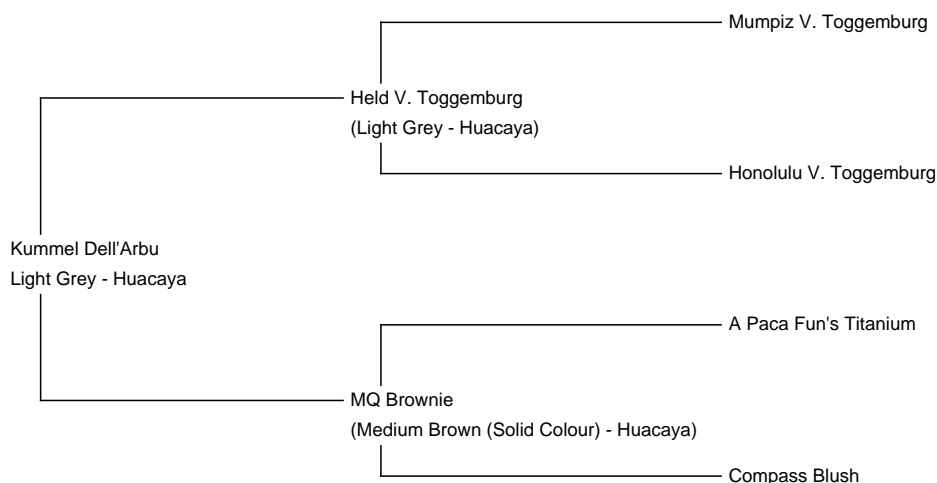 Mumpiz V. Toggemburg
Held V. Toggemburg
(Light Grey - Huacaya)
Honolulu V. Toggemburg
Kummel Dell'Arbu
Light Grey - Huacaya
A Paca Fun's Titanium
MQ Brownie
(Medium Brown (Solid Colour) - Huacaya)
Compass Blush